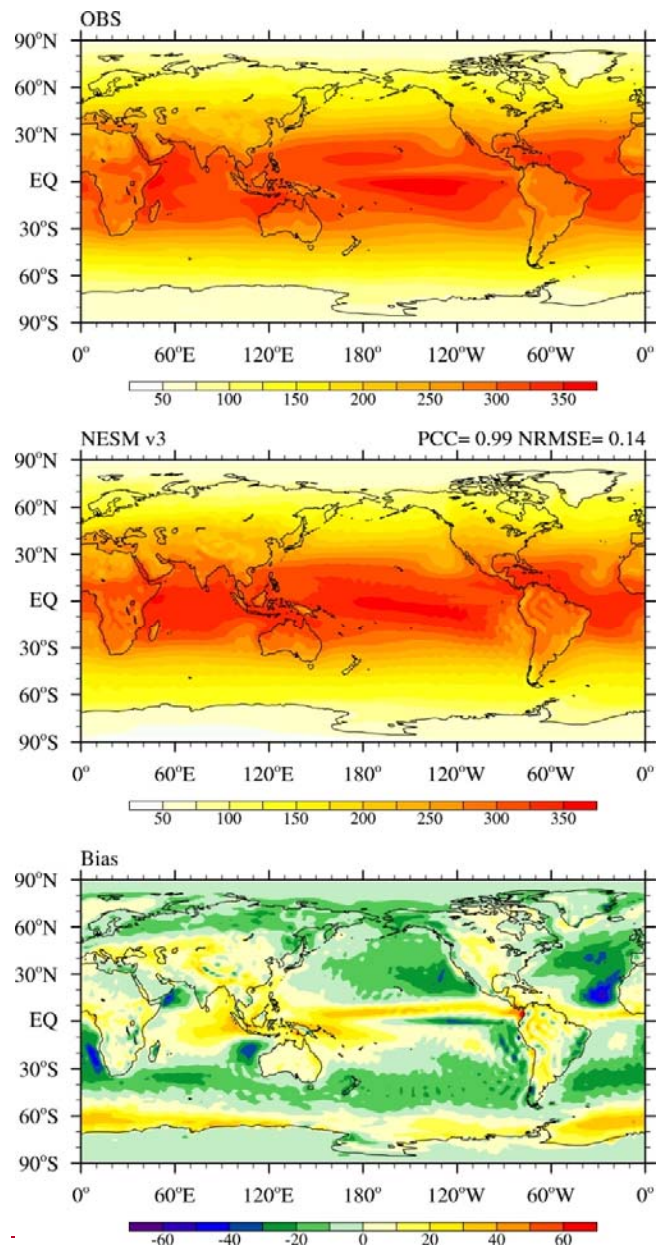 OBS
90°N
60°N
30°N
EQ
30°S
60°S
90°S
0° 60°E 120°E 180° 120°W 60°W 0°
50 100 150 200 250 300 350
NESM v3 PCC= 0.99 NRMSE= 0.14
90°N
60°N
30°N
EQ
30°S
60°S
90°S
0° 60°E 120°E 180° 120°W 60°W 0°
50 100 150 200 250 300 350
Bias
90°N
60°N
30°N
EQ
30°S
60°S
90°S
0° 60°E 120°E 180° 120°W 60°W 0°
-60 -40 -20 0 20 40 60